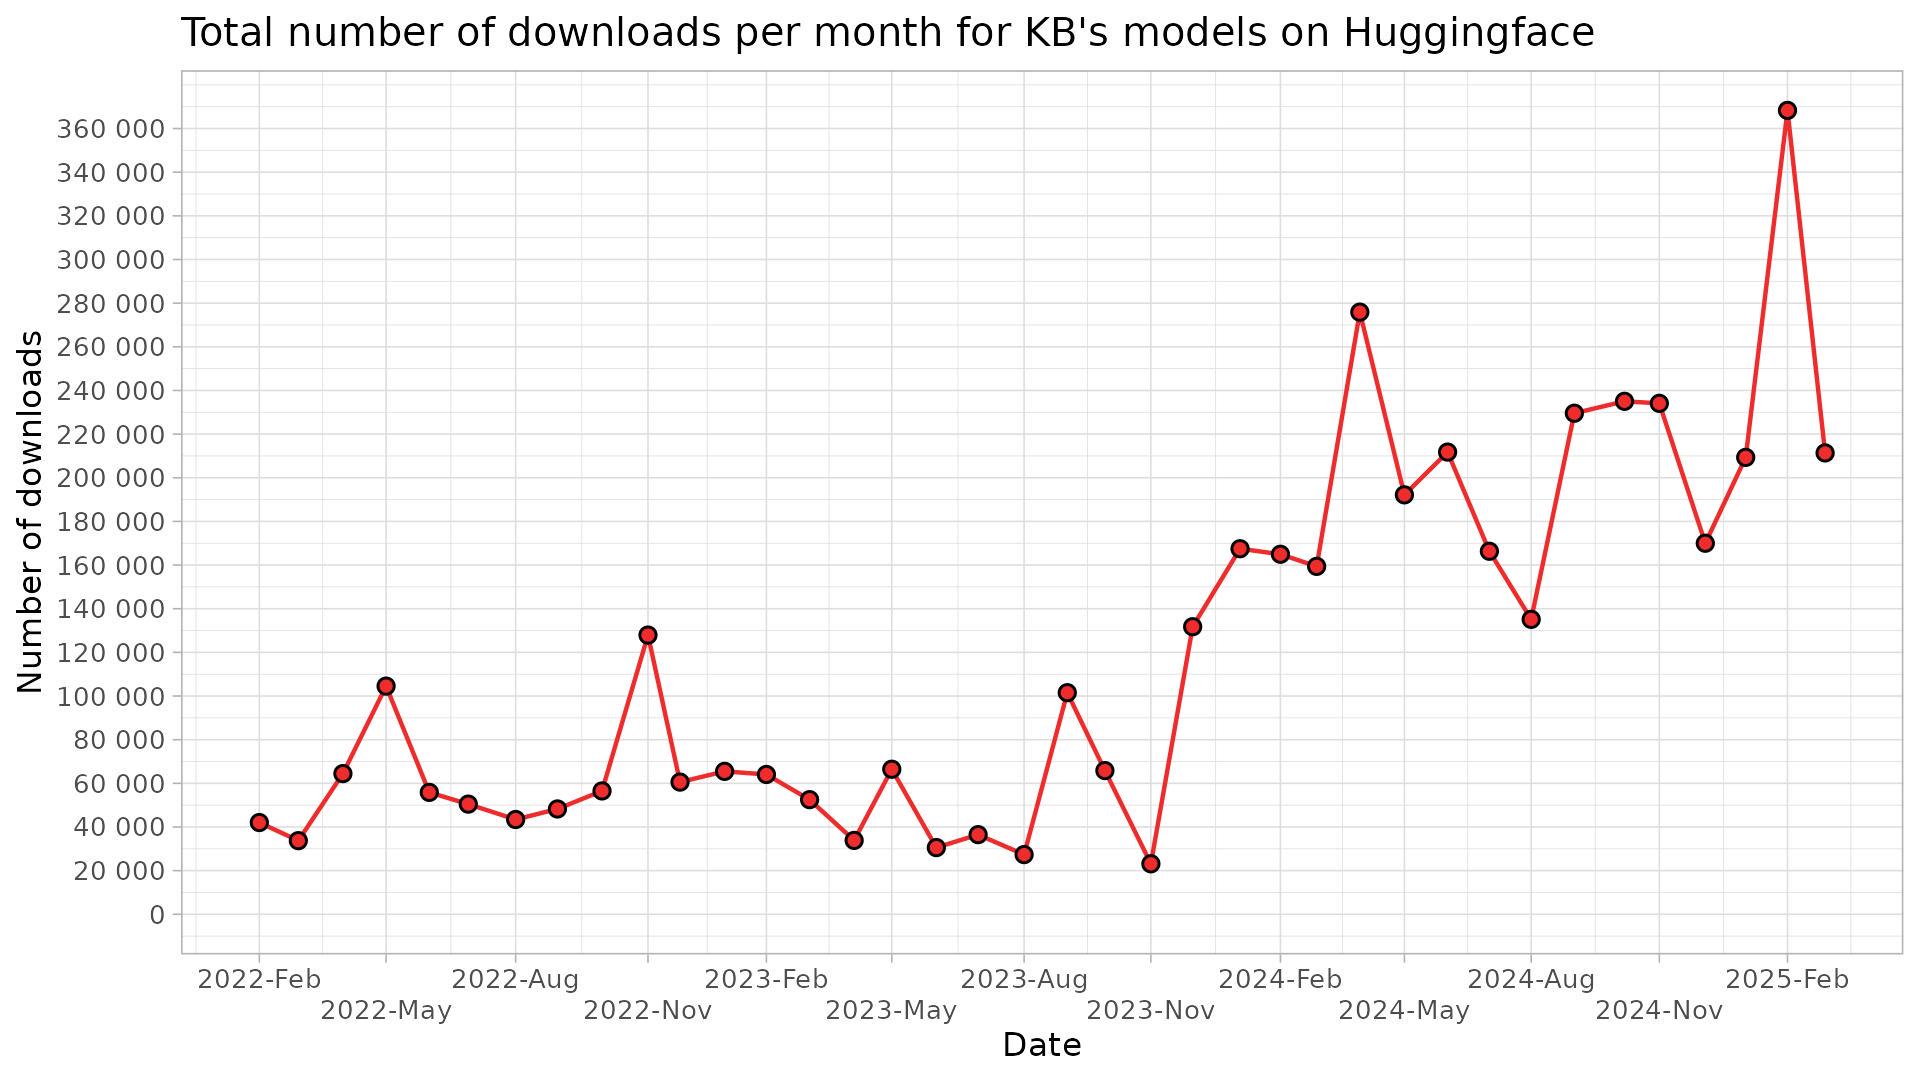 Total number of downloads per month for KB's models on Huggingface
Number of downloads
360 000
340 000
320 000
300 000
280 000
260 000
240 000
220 000
200 000
180 000
160 000
140 000
120 000
100 000
80 000
60 000
40 000
20 000
0
2022-Feb
2022-May
2022-Aug
2022-Nov
2023-Feb
2023-May
2023-Aug
2023-Nov
2024-Feb
2024-May
2024-Aug
2024-Nov
2025-Feb
Date